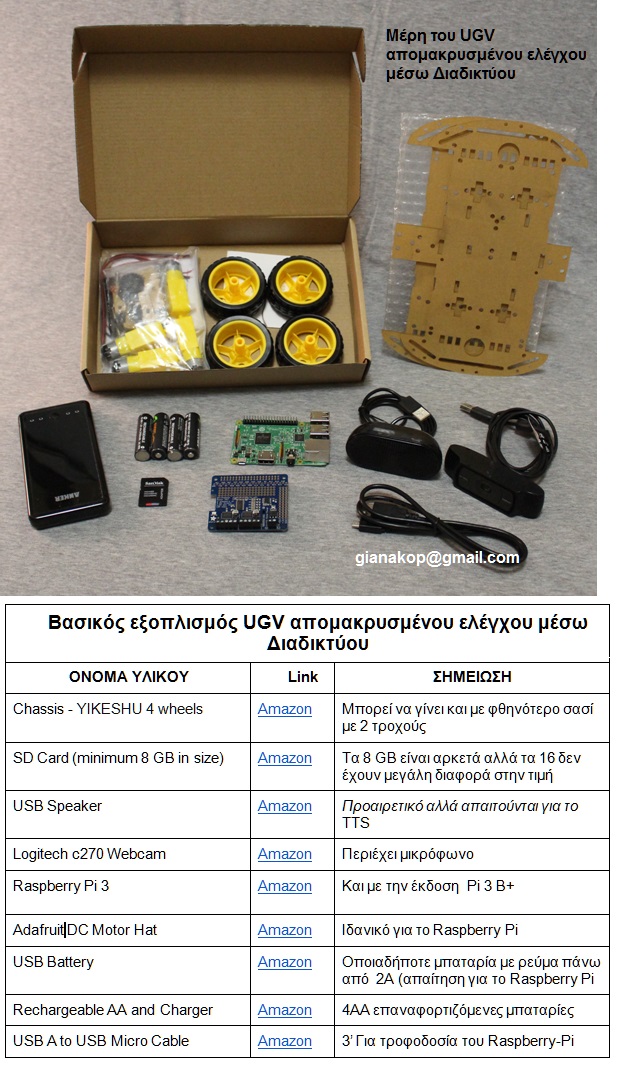 Μέρη του UGV
απομακρυσμένου ελέγχου
μέσω Διαδικτύου
ANKER
SanDisk
gianakop@gmail.com
Βασικός εξοπλισμός UGV απομακρυσμένου ελέγχου μέσω
Διαδικτύου
ΟΝΟΜΑ ΥΛΙΚΟΥ Link ΣΗΜΕΙΩΣΗ
Chassis - YIKESHU 4 wheels Amazon Μπορεί να γίνει και με φθηνότερο σασί
με 2 τροχούς
SD Card (minimum 8 GB in size) Amazon Τα 8 GB είναι αρκετά αλλά τα 16 δεν
έχουν μεγάλη διαφορά στην τιμή
USB Speaker Amazon Προαιρετικό αλλά απαιτούνται για το
TTS
Logitech c270 Webcam Amazon Περιέχει μικρόφωνο
Raspberry Pi 3 Amazon Και με την έκδοση Pi 3 B+
Adafruit DC Motor Hat Amazon Ιδανικό για το Raspberry Pi
USB Battery Amazon Οποιαδήποτε μπαταρία με ρεύμα πάνω
από 2A (απαίτηση για το Raspberry Pi
Rechargeable AA and Charger Amazon 4AA επαναφορτιζόμενες μπαταρίες
USB A to USB Micro Cable Amazon 3' Για τροφοδοσία του Raspberry-Pi